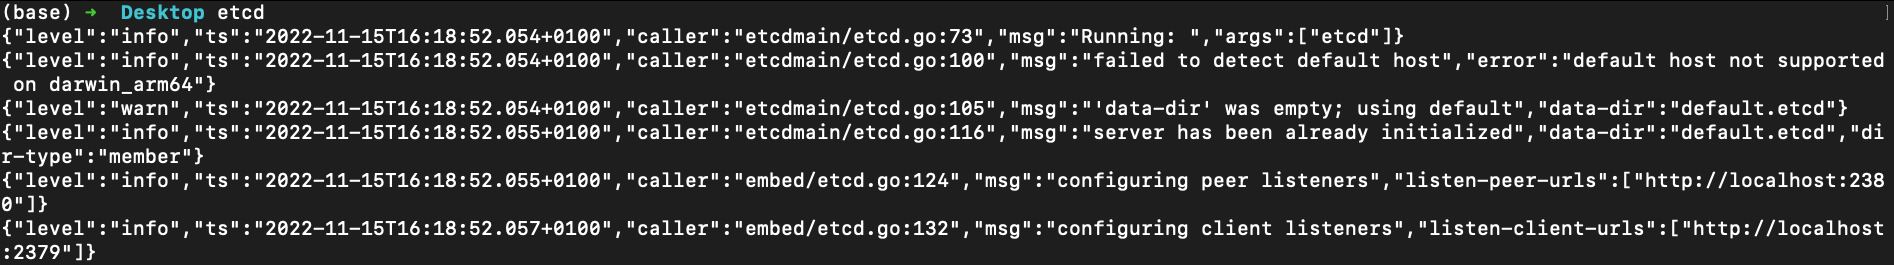 (base) → Desktop etcd
{"level":"info","ts":"2022-11-15T16:18:52.054+0100","caller":"etcdmain/etcd.go:73","msg":"Running: ","args":["etcd"]}
{"level":"info","ts":"2022-11-15T16:18:52.054+0100","caller":"etcdmain/etcd.go:100","msg":"failed to detect default host","error":"default host not supported
 on darwin_arm64"}
{"level":"warn","ts":"2022-11-15T16:18:52.054+0100","caller":"etcdmain/etcd.go:105","msg":"'data-dir' was empty; using default","data-dir":"default.etcd"}
{"level":"info","ts":"2022-11-15T16:18:52.055+0100","caller":"etcdmain/etcd.go:116","msg":"server has been already initialized","data-dir":"default.etcd","di
r-type":"member"}
{"level":"info","ts":"2022-11-15T16:18:52.055+0100","caller":"embed/etcd.go:124","msg":"configuring peer listeners","listen-peer-urls":["http://localhost:238
0"]}
{"level":"info","ts":"2022-11-15T16:18:52.057+0100","caller":"embed/etcd.go:132","msg":"configuring client listeners","listen-client-urls":["http://localhost
:2379"]}